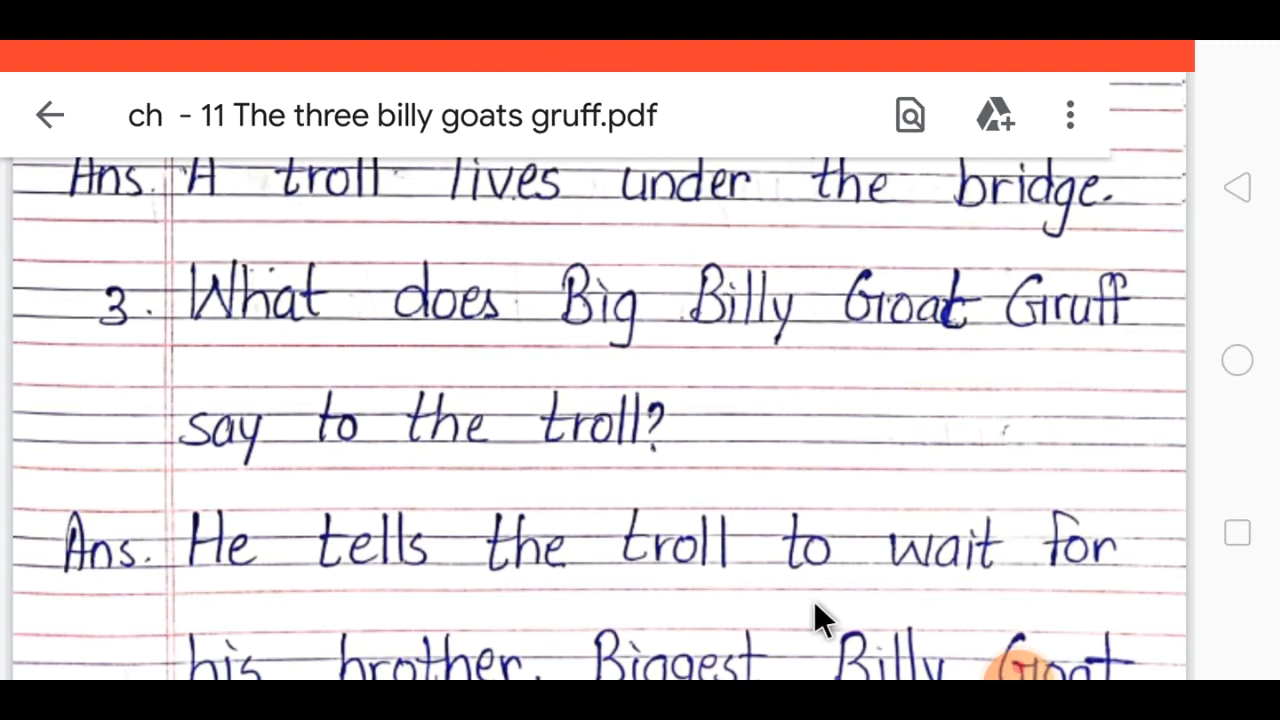 ch - 11 The three billy goats gruff.pdf
Ans. A troll lives under the bridge.
3. What does Big Billy Goat Gruff
say to the troll?
Ans. He tells the troll to wait for
his brother, Biggest Billy Goat